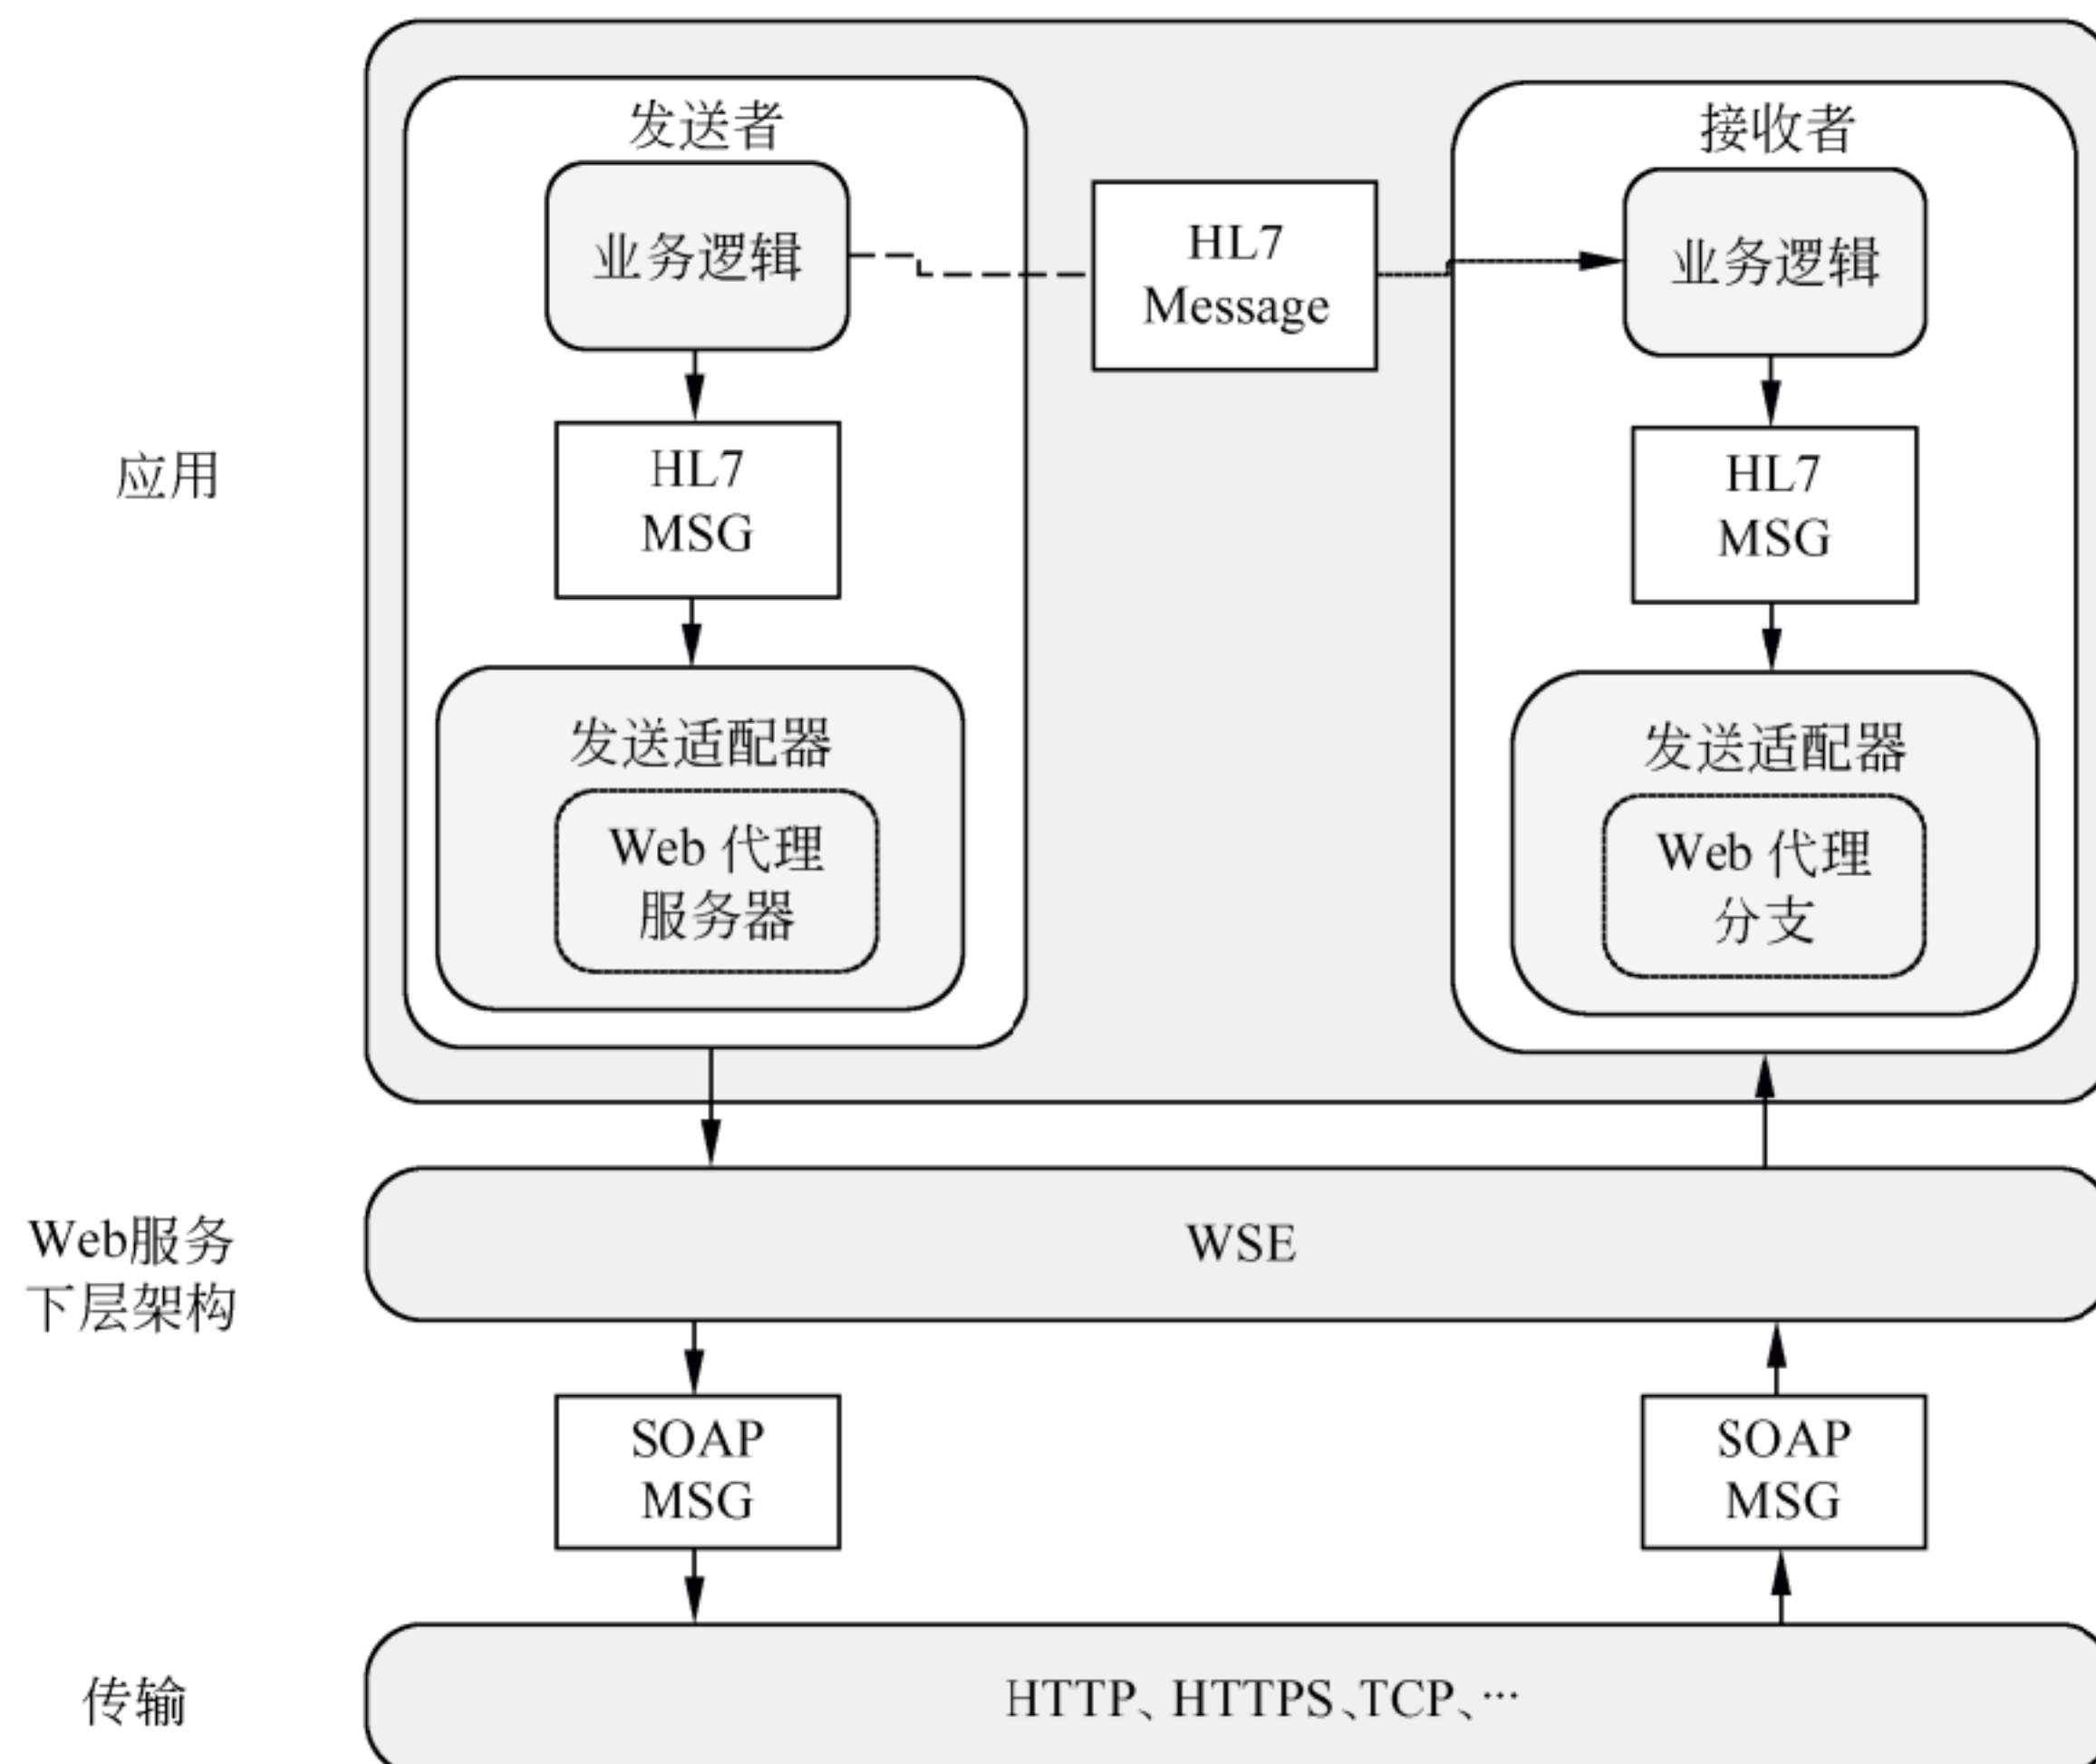 发送者
接收者
业务逻辑
HL7
Message
业务逻辑
应用
HL7
MSG
HL7
MSG
发送适配器
Web 代理
服务器
发送适配器
Web 代理
分支
Web服务
下层架构
WSE
SOAP
MSG
SOAP
MSG
传输
HTTP、HTTPS、TCP、…